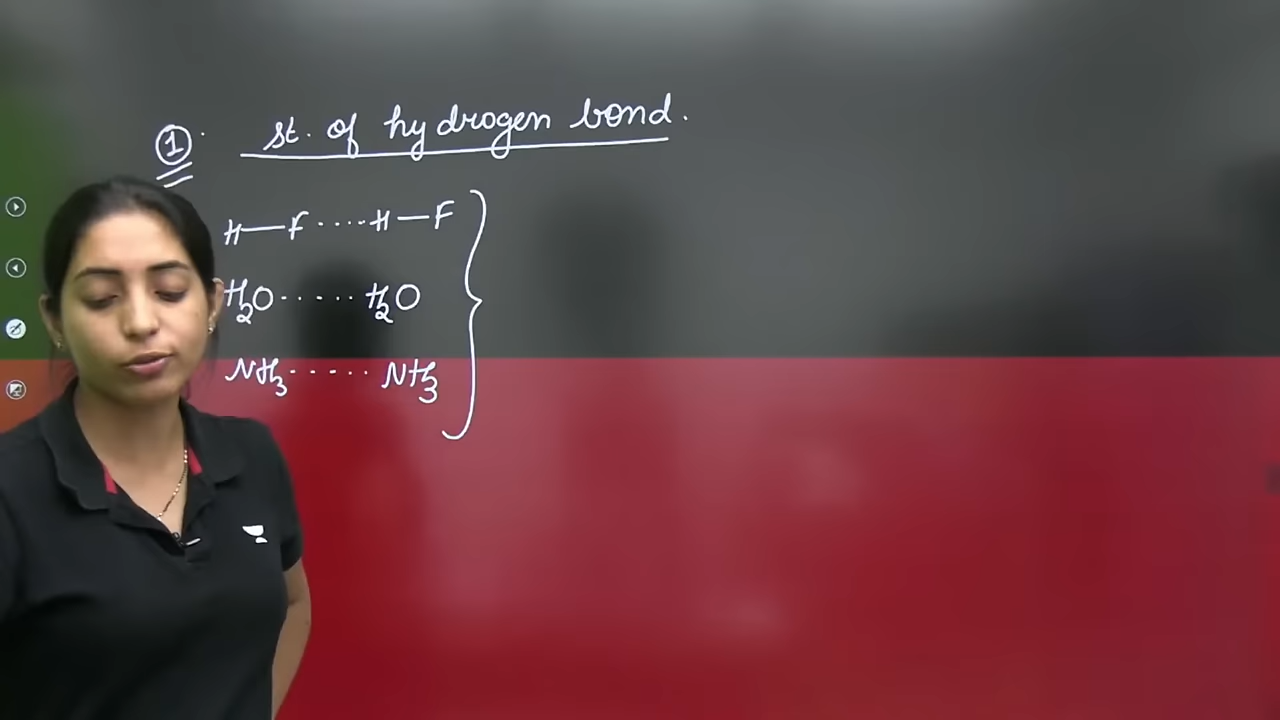 ① st. of hydrogen bond.
H—F····H—F
H₂O·····H₂O
NH₃·····NH₃